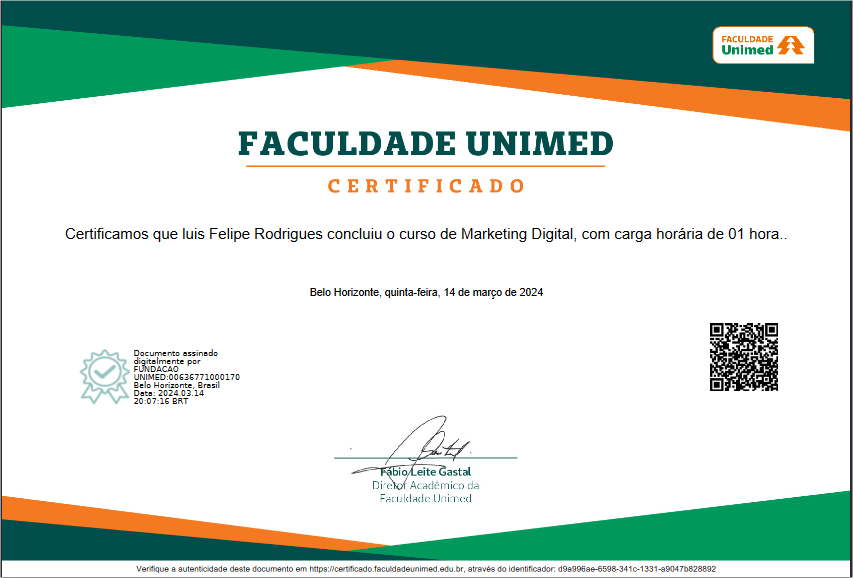 FACULDADE
Unimed
FACULDADE UNIMED
CERTIFICADO
Certificamos que luis Felipe Rodrigues concluiu o curso de Marketing Digital, com carga horária de 01 hora..
Belo Horizonte, quinta-feira, 14 de março de 2024
Documento assinado
digitalmente por
FUNDACAO
UNIMED:00636771000170
Belo Horizonte, Brasil
Data: 2024.03.14
20:07:16 BRT
Fábio Leite Gastal
Diretor Acadêmico da
Faculdade Unimed
Verifique a autenticidade deste documento em https://certificado.faculdadeunimed.edu.br, através do identificador: d9a996ae-6598-341c-1331-a9047b828892